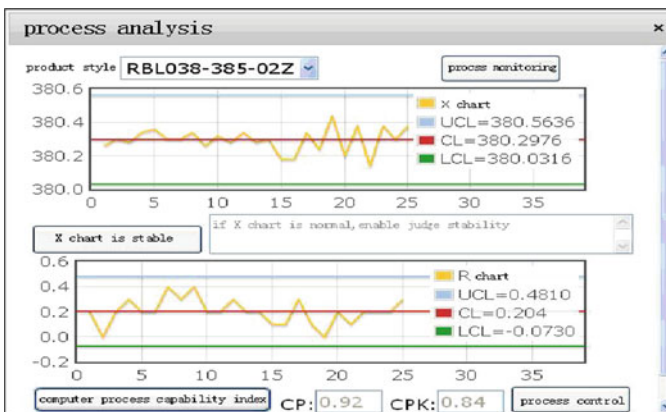 process analysis ×
product style RBL038-385-02Z procss monitoring
380.6
380.4
380.2
380.0
X chart
UCL=380.5636
CL=380.2976
LCL=380.0316
0 5 10 15 20 25 30 35
X chart is stable
if X chart is normal,enable judge stability
0.6
0.4
0.2
0.0
-0.2
R chart
UCL=0.4810
CL=0.204
LCL=-0.0730
0 5 10 15 20 25 30 35
computer process capability index CP: 0.92 CPK: 0.84 process control